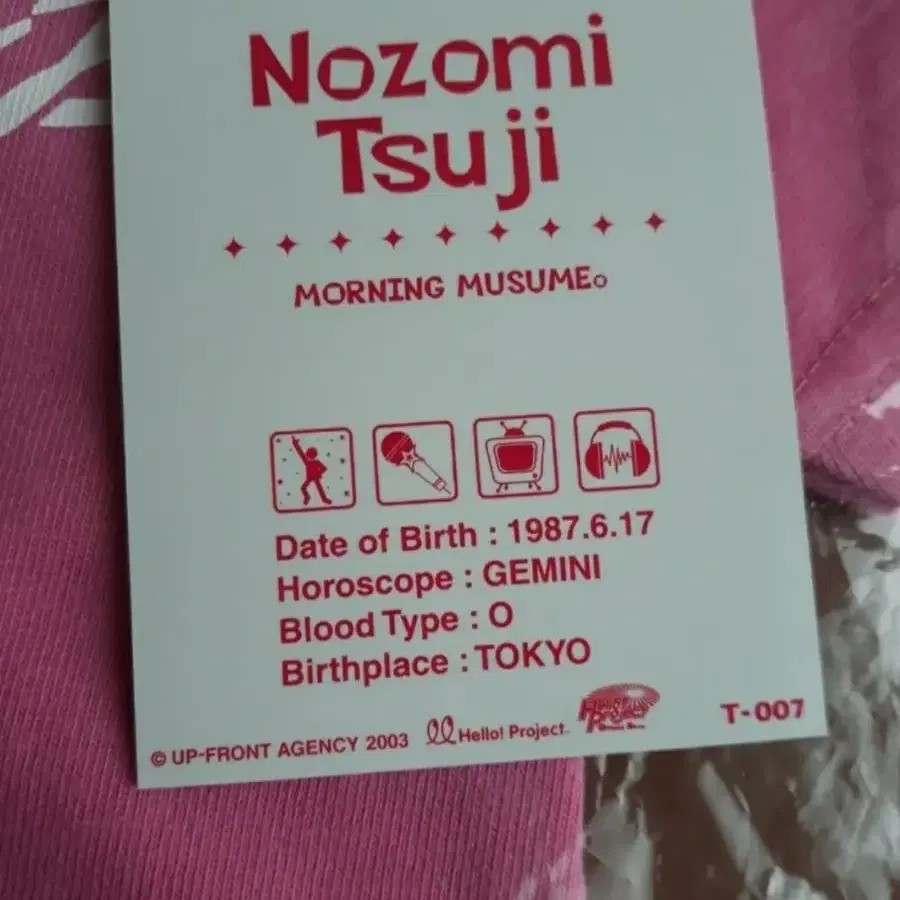 Nozomi
Tsuji
MORNING MUSUME。
Date of Birth : 1987.6.17
Horoscope : GEMINI
Blood Type : O
Birthplace : TOKYO
© UP-FRONT AGENCY 2003 Hello! Project
T-007